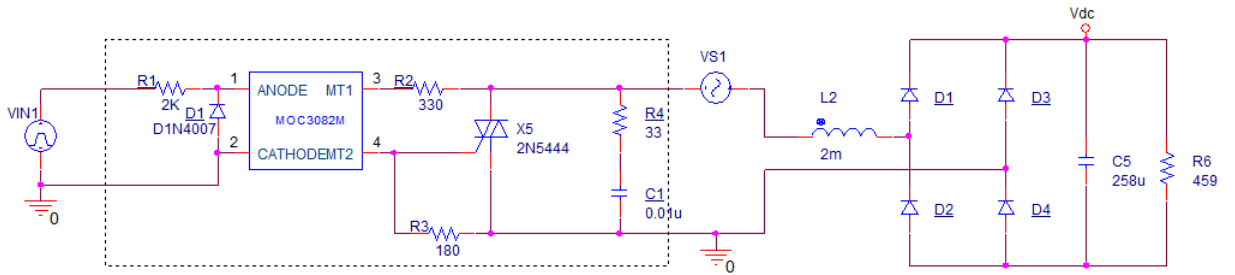 Vdc
VS1
R1
1
3
R2
ANODE
MT1
L2
D1
D3
2K
330
R4
VIN1
D1
MOC3082M
X5
33
D1N4007
2N5444
2
4
2m
C5
R6
CATHODE
MT2
258u
459
C1
D2
D4
0.01u
0
R3
180
0